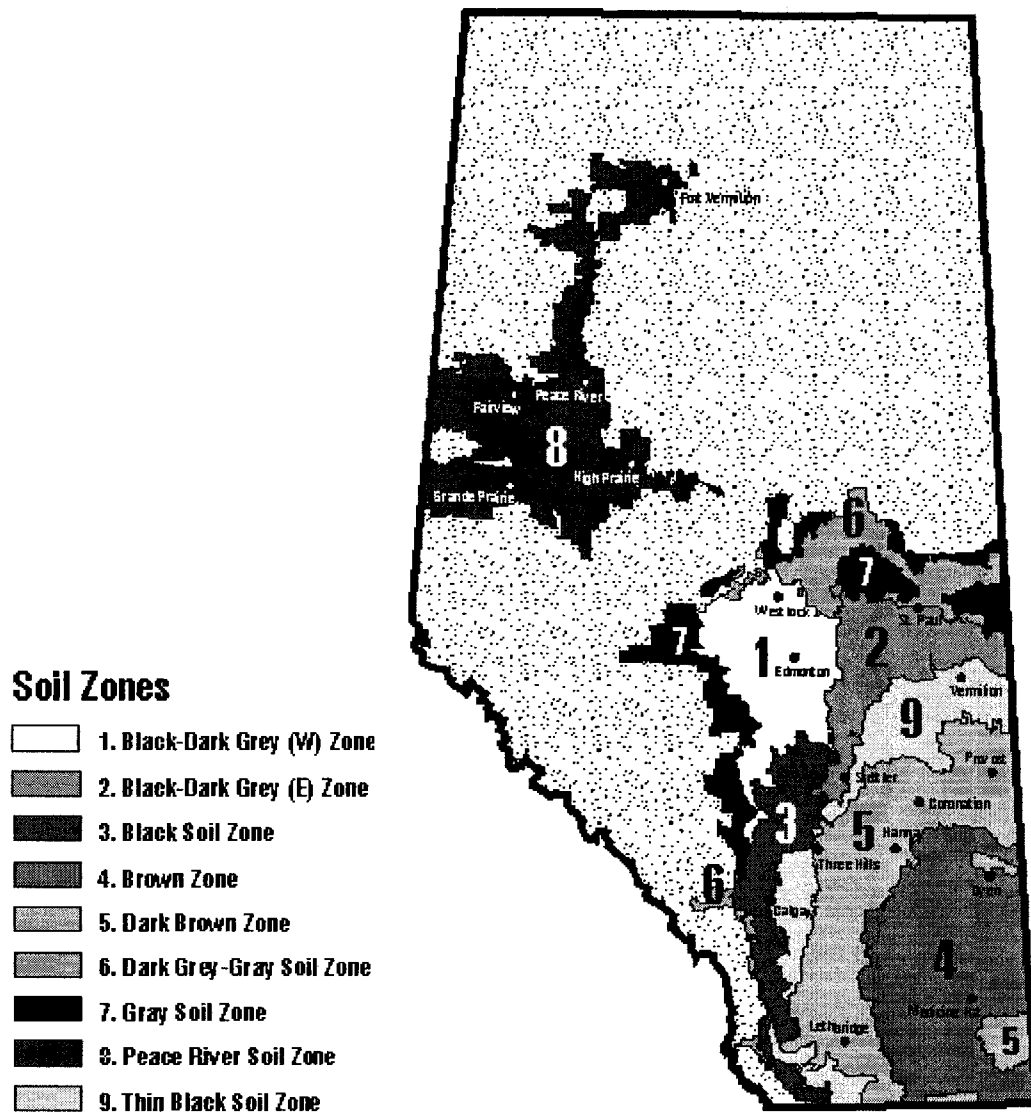 Fort Vermilion
Peace River
Fairview
8
High Prairie
Grande Prairie
6
7
Westlock
St. Paul
7
2
1
Edmonton
Vermilion
9
Provost
Stettler
Coronation
3
5
Hanna
Three Hills
6
Oyen
Calgary
4
Medicine Hat
Lethbridge
5
Soil Zones
1. Black-Dark Grey (W) Zone
2. Black-Dark Grey (E) Zone
3. Black Soil Zone
4. Brown Zone
5. Dark Brown Zone
6. Dark Grey-Gray Soil Zone
7. Gray Soil Zone
8. Peace River Soil Zone
9. Thin Black Soil Zone